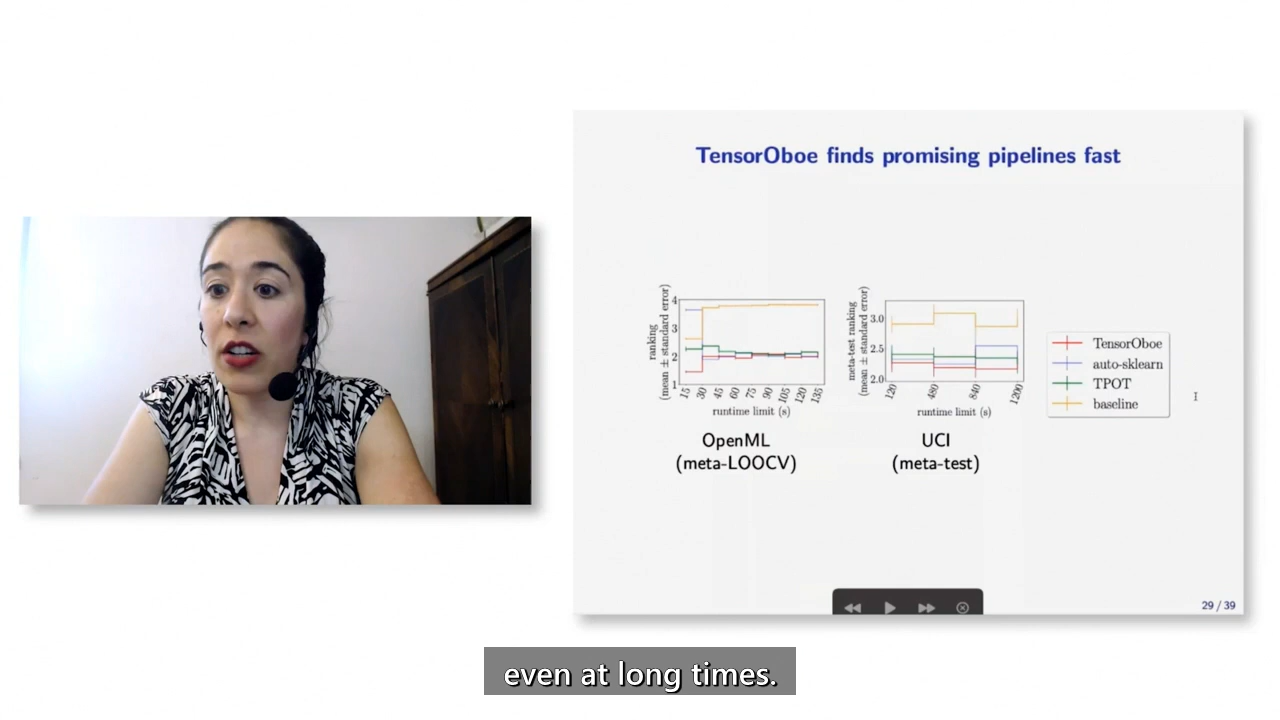 TensorOboe finds promising pipelines fast
ranking
(mean ± standard error)
4
3
2
1
15 30 45 60 75 90 105 120 135
runtime limit (s)
OpenML
(meta-LOOCV)
meta-test ranking
(mean ± standard error)
3.0
2.5
2.0
120 480 840 1200
runtime limit (s)
UCI
(meta-test)
TensorOboe
auto-sklearn
TPOT
baseline
29 / 39
even at long times.